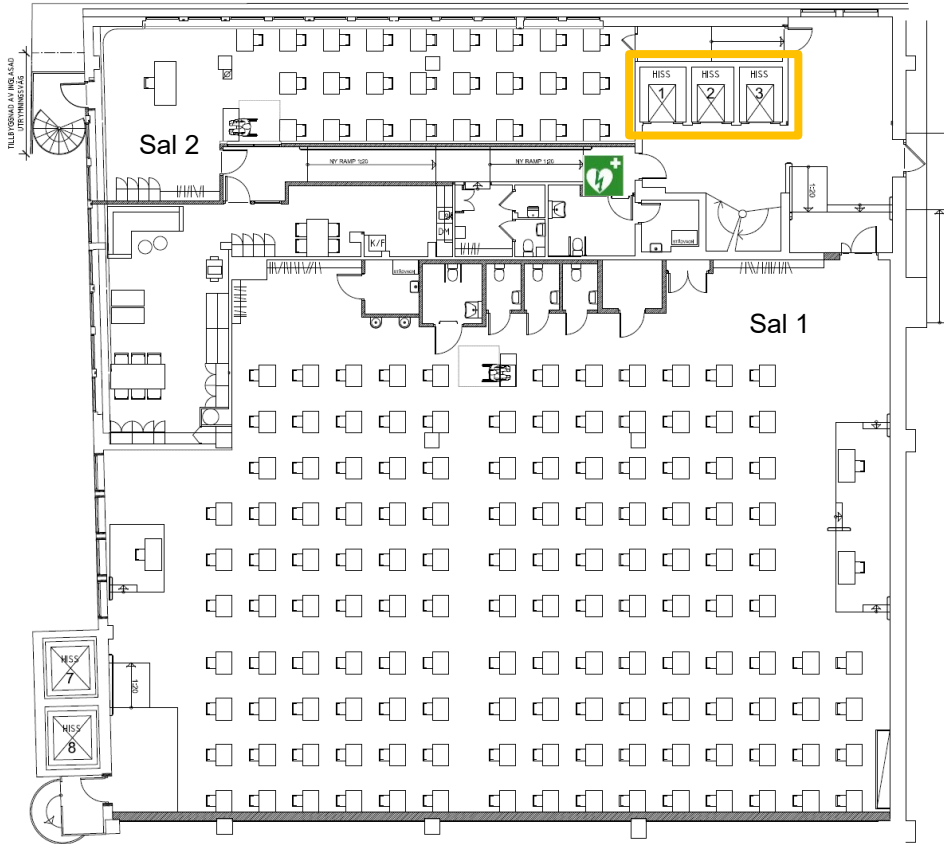 TILLBYGGNAD AV INGLASAD
UTRYMNINGSVÄG
HISS
1
HISS
2
HISS
3
Sal 2
NY RAMP 1:20
NY RAMP 1:20
1:20
DM
K/F
Sal 1
HISS
7
1:20
HISS
8